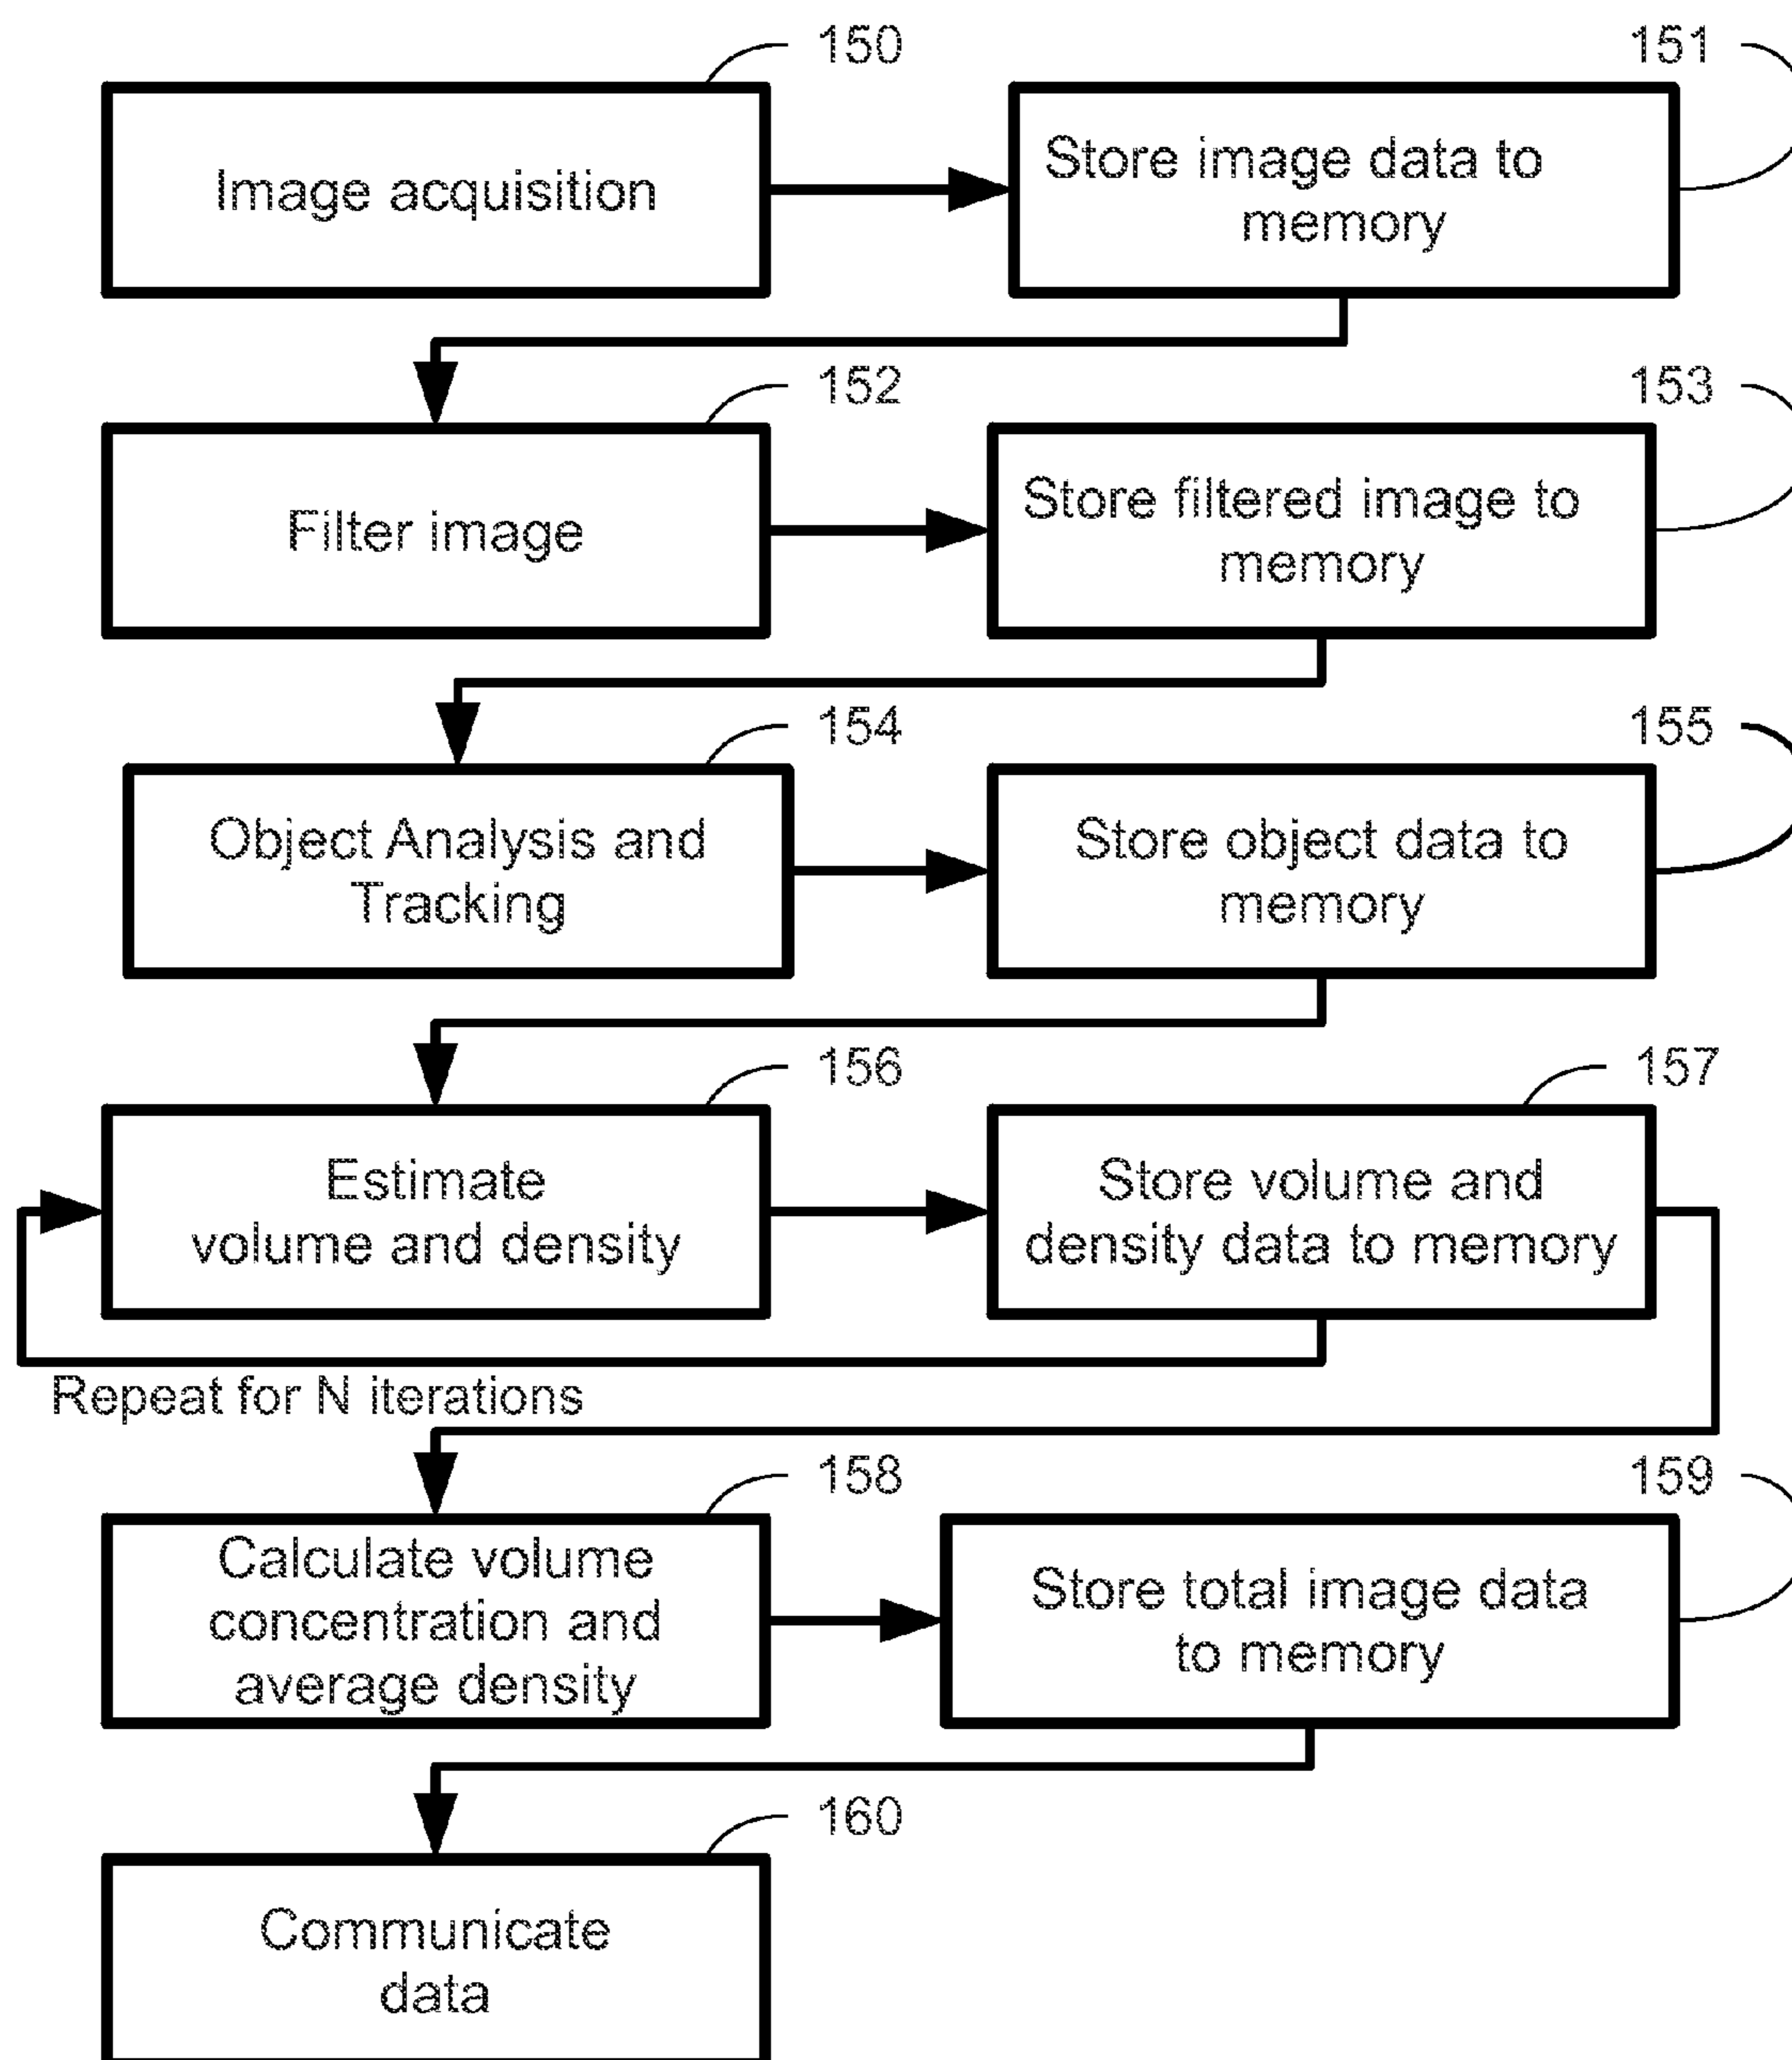 150
151
Image acquisition
Store image data to
memory
152
153
Filter image
Store filtered image to
memory
154
155
Object Analysis and
Tracking
Store object data to
memory
156
157
Estimate
volume and density
Store volume and
density data to memory
Repeat for N iterations
158
159
Calculate volume
concentration and
average density
Store total image data
to memory
160
Communicate
data